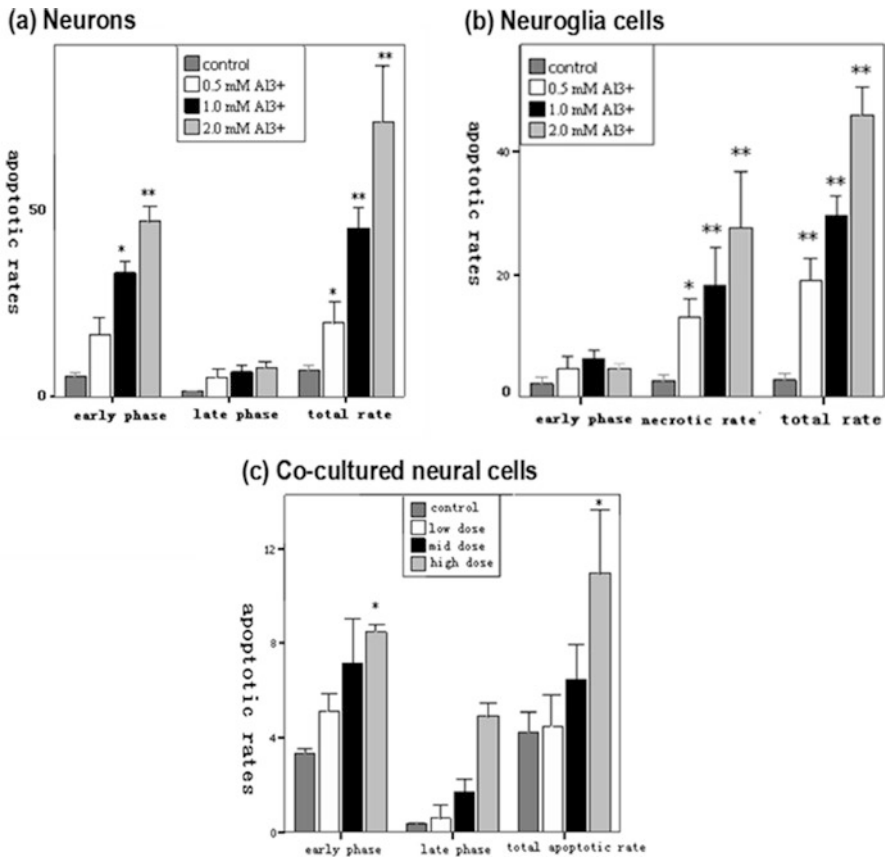 (a) Neurons
control
0.5 mM Al3+
1.0 mM Al3+
2.0 mM Al3+
apoptotic rates
50
0
* ** * ** **
early phase late phase total rate
(b) Neuroglia cells
control
0.5 mM Al3+
1.0 mM Al3+
2.0 mM Al3+
apoptotic rates
40
20
0
* ** ** ** ** **
early phase necrotic rate total rate
(c) Co-cultured neural cells
control
low dose
mid dose
high dose
apoptotic rates
12
8
4
0
* *
early phase late phase total apoptotic rate